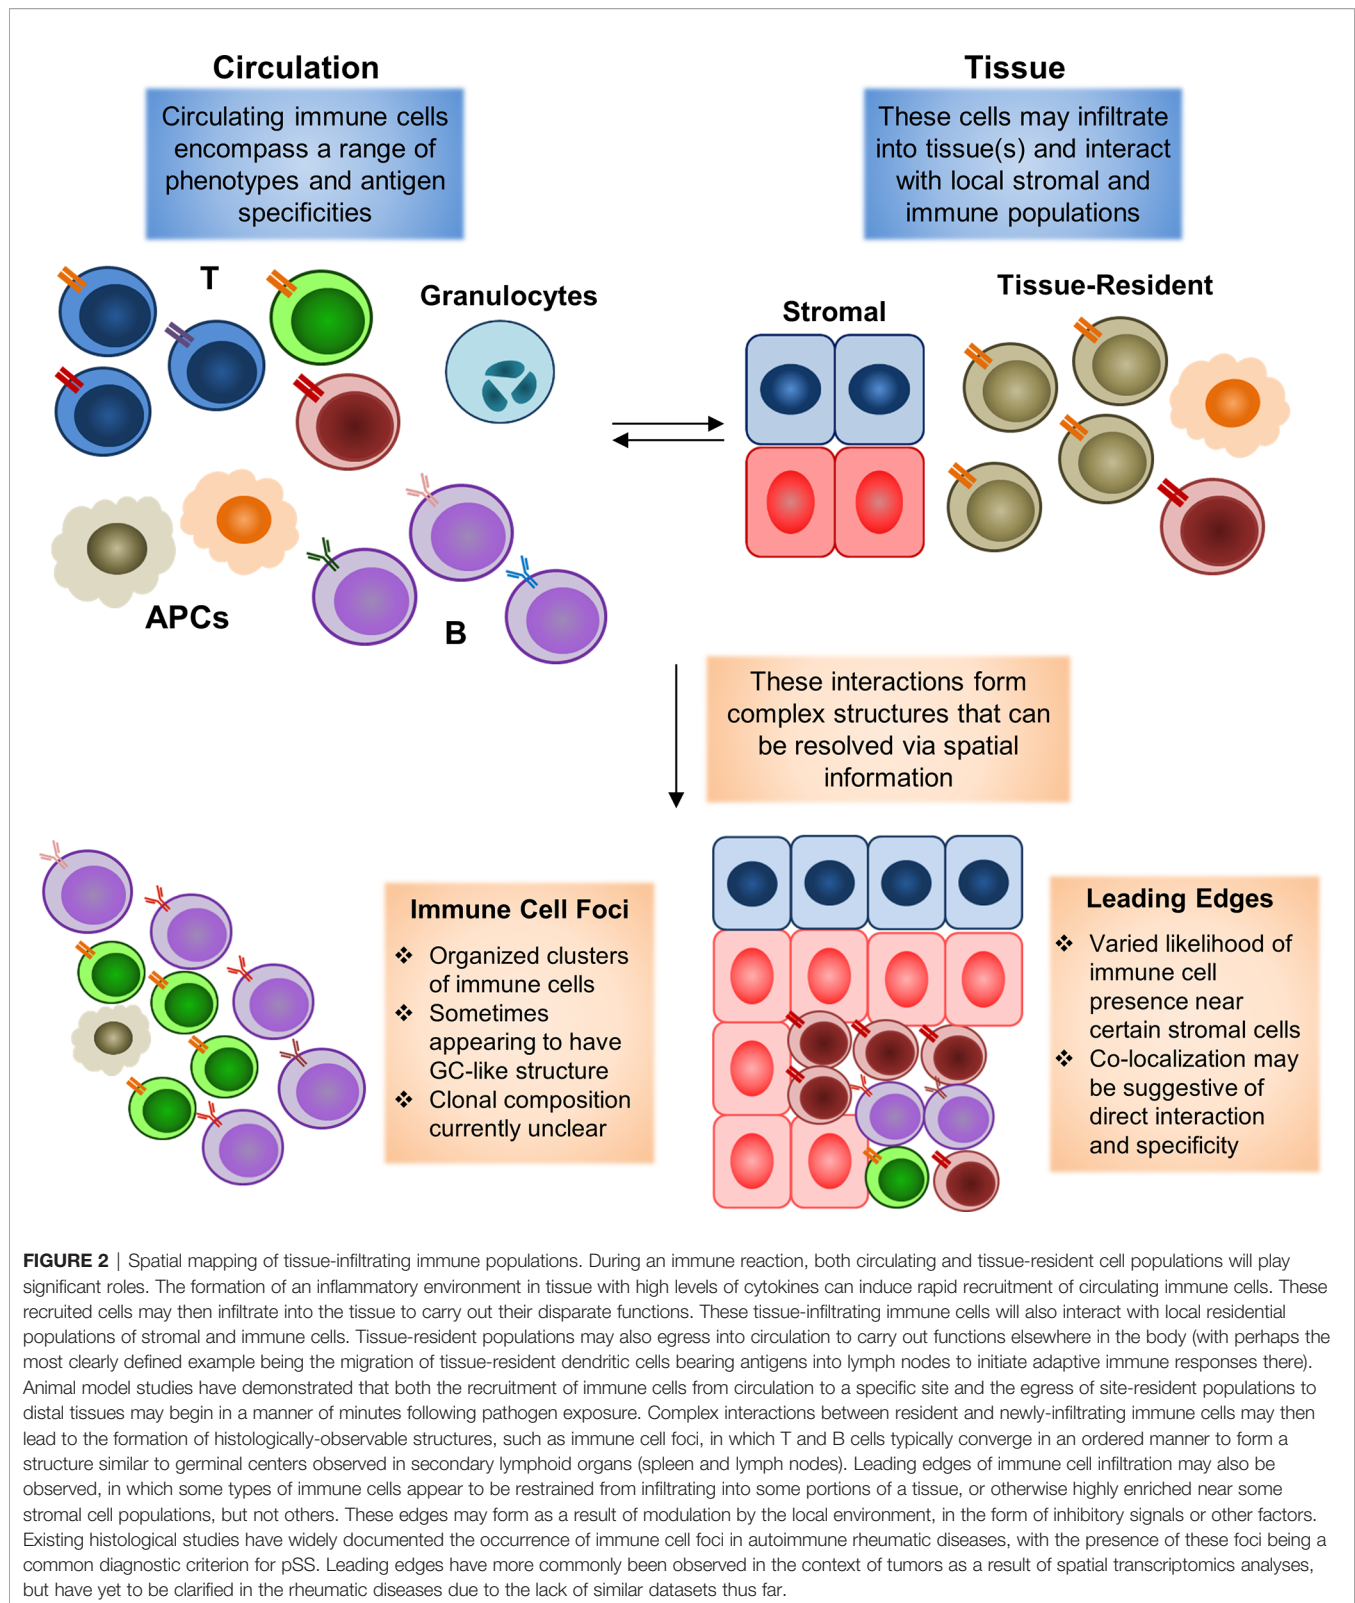 Circulation
Circulating immune cells
encompass a range of
phenotypes and antigen
specificities
Tissue
These cells may infiltrate
into tissue(s) and interact
with local stromal and
immune populations
T
Granulocytes
APCs
B
Stromal
Tissue-Resident
These interactions form
complex structures that can
be resolved via spatial
information
Immune Cell Foci
❖ Organized clusters
of immune cells
❖ Sometimes
appearing to have
GC-like structure
❖ Clonal composition
currently unclear
Leading Edges
❖ Varied likelihood of
immune cell
presence near
certain stromal cells
❖ Co-localization may
be suggestive of
direct interaction
and specificity
FIGURE 2 | Spatial mapping of tissue-infiltrating immune populations. During an immune reaction, both circulating and tissue-resident cell populations will play
significant roles. The formation of an inflammatory environment in tissue with high levels of cytokines can induce rapid recruitment of circulating immune cells. These
recruited cells may then infiltrate into the tissue to carry out their disparate functions. These tissue-infiltrating immune cells will also interact with local residential
populations of stromal and immune cells. Tissue-resident populations may also egress into circulation to carry out functions elsewhere in the body (with perhaps the
most clearly defined example being the migration of tissue-resident dendritic cells bearing antigens into lymph nodes to initiate adaptive immune responses there).
Animal model studies have demonstrated that both the recruitment of immune cells from circulation to a specific site and the egress of site-resident populations to
distal tissues may begin in a manner of minutes following pathogen exposure. Complex interactions between resident and newly-infiltrating immune cells may then
lead to the formation of histologically-observable structures, such as immune cell foci, in which T and B cells typically converge in an ordered manner to form a
structure similar to germinal centers observed in secondary lymphoid organs (spleen and lymph nodes). Leading edges of immune cell infiltration may also be
observed, in which some types of immune cells appear to be restrained from infiltrating into some portions of a tissue, or otherwise highly enriched near some
stromal cell populations, but not others. These edges may form as a result of modulation by the local environment, in the form of inhibitory signals or other factors.
Existing histological studies have widely documented the occurrence of immune cell foci in autoimmune rheumatic diseases, with the presence of these foci being a
common diagnostic criterion for pSS. Leading edges have more commonly been observed in the context of tumors as a result of spatial transcriptomics analyses,
but have yet to be clarified in the rheumatic diseases due to the lack of similar datasets thus far.